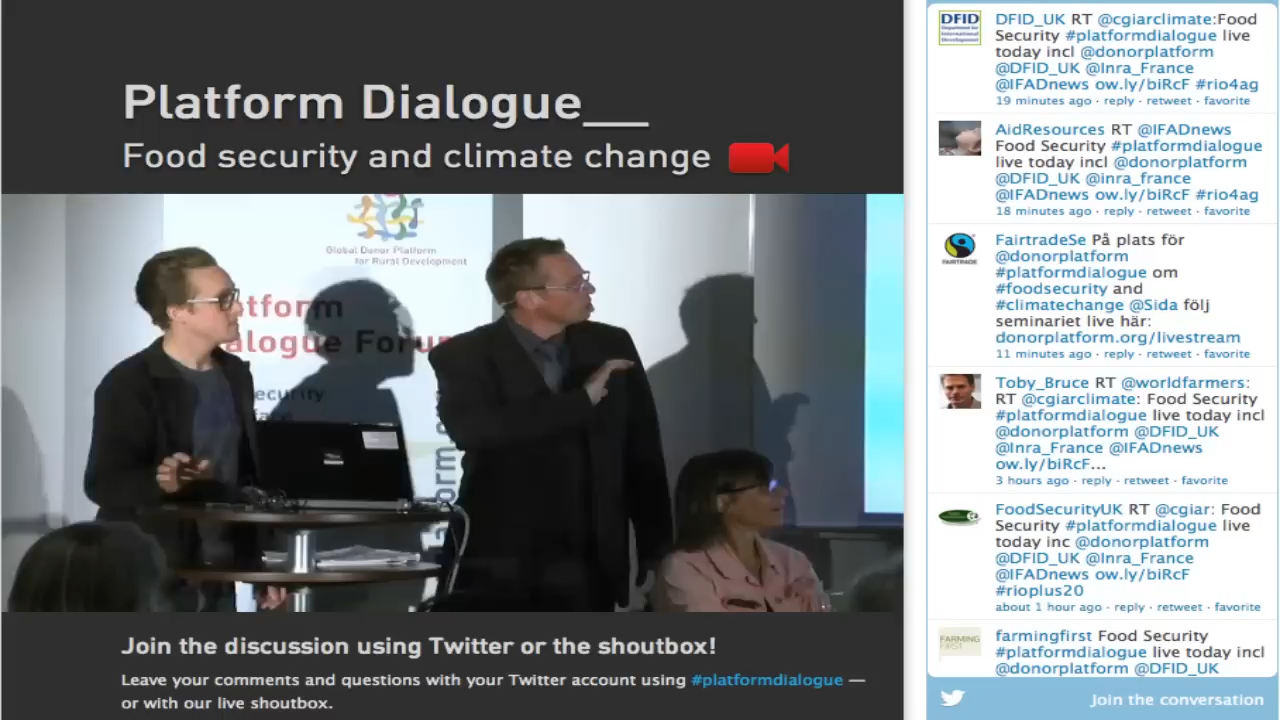 Platform Dialogue__
Food security and climate change
Global Donor Platform
for Rural Development
tform
alogue Foru
ecurity
Join the discussion using Twitter or the shoutbox!
Leave your comments and questions with your Twitter account using #platformdialogue —
or with our live shoutbox.
DFID
DFID_UK RT @cgiarclimate:Food
Security #platformdialogue live
today incl @donorplatform
@DFID_UK @Inra_France
@IFADnews ow.ly/biRcF #rio4ag
19 minutes ago · reply · retweet · favorite
AidResources RT @IFADnews
Food Security #platformdialogue
live today incl @donorplatform
@DFID_UK @inra_france
@IFADnews ow.ly/biRcF #rio4ag
18 minutes ago · reply · retweet · favorite
FAIRTRADE
FairtradeSe På plats för
@donorplatform
#platformdialogue om
#foodsecurity and
#climatechange @Sida följ
seminariet live här:
donorplatform.org/livestream
11 minutes ago · reply · retweet · favorite
Toby_Bruce RT @worldfarmers:
RT @cgiarclimate: Food Security
#platformdialogue live today incl
@donorplatform @DFID_UK
@Inra_France @IFADnews
ow.ly/biRcF...
3 hours ago · reply · retweet · favorite
FoodSecurityUK RT @cgiar: Food
Security #platformdialogue live
today inc @donorplatform
@DFID_UK @Inra_France
@IFADnews ow.ly/biRcF
#rioplus20
about 1 hour ago · reply · retweet · favorite
FARMING
FIRST
farmingfirst Food Security
#platformdialogue live today incl
@donorplatform @DFID_UK
Join the conversation